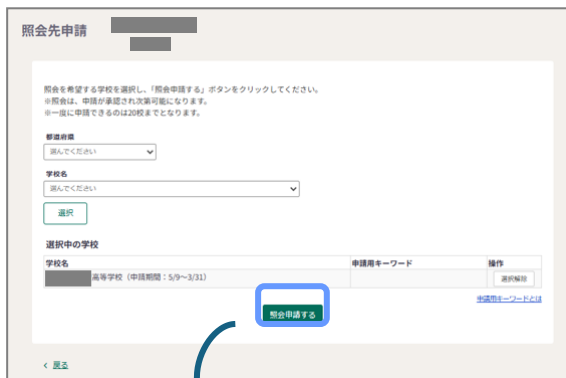 照会先申請
照会を希望する学校を選択し、「照会申請する」ボタンをクリックしてください。
※照会は、申請が承認され次第可能になります。
※一度に申請できるのは20校までとなります。
都道府県
選んでください
学校名
選んでください
選択
選択中の学校
学校名 申請用キーワード 操作
高等学校（申請期間：5/9～3/31） 選択解除
申請用キーワードとは
照会申請する
< 戻る